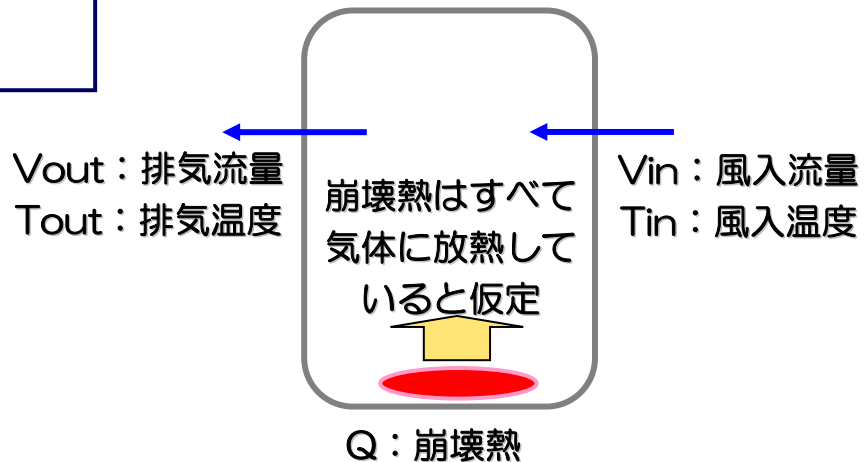 Vout：排気流量
Tout：排気温度
崩壊熱はすべて
気体に放熱して
いると仮定
Vin：風入流量
Tin：風入温度
Q：崩壊熱